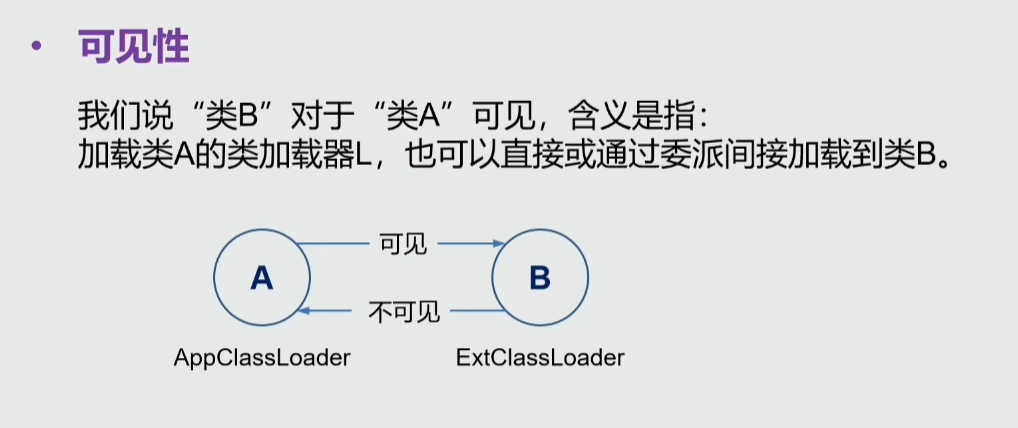 • 可见性
我们说“类B”对于“类A”可见，含义是指：
加载类A的类加载器L，也可以直接或通过委派间接加载到类B。
可见
A
B
不可见
AppClassLoader
ExtClassLoader